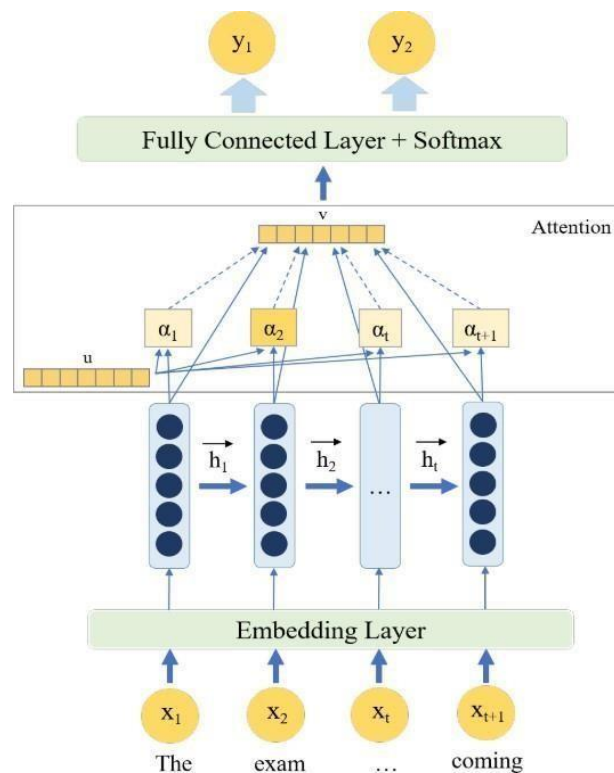 y₁ y₂
Fully Connected Layer + Softmax
v
Attention
α₁ α₂ αₜ αₜ₊₁
u
h₁ h₂ hₜ
...
Embedding Layer
x₁ x₂ xₜ xₜ₊₁
The exam ... coming